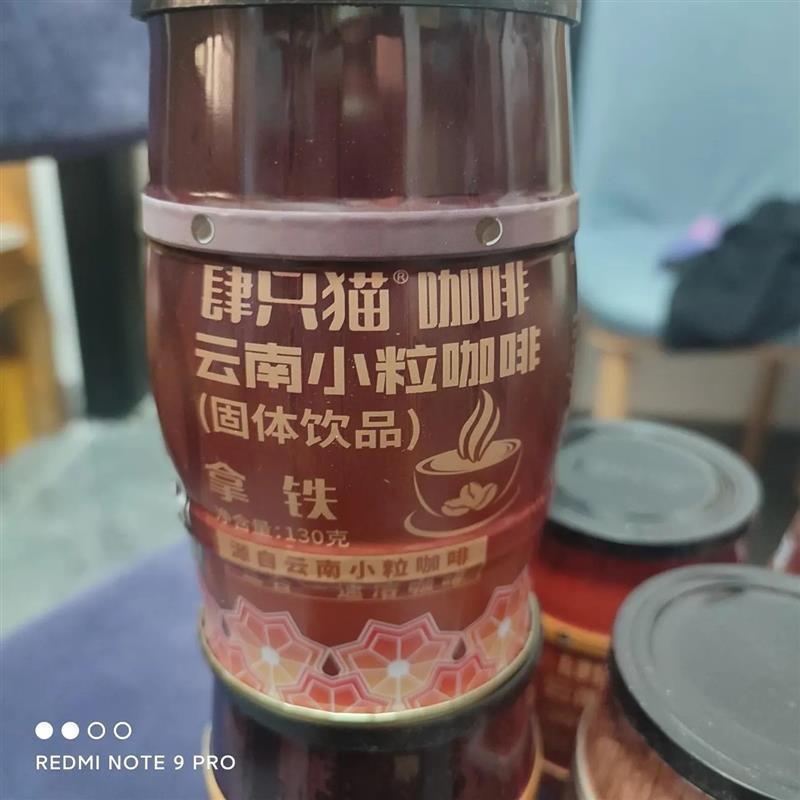 肆只猫® 咖啡
云南小粒咖啡
(固体饮品)
拿铁
净含量:130克
源自云南小粒咖啡
REDMI NOTE 9 PRO